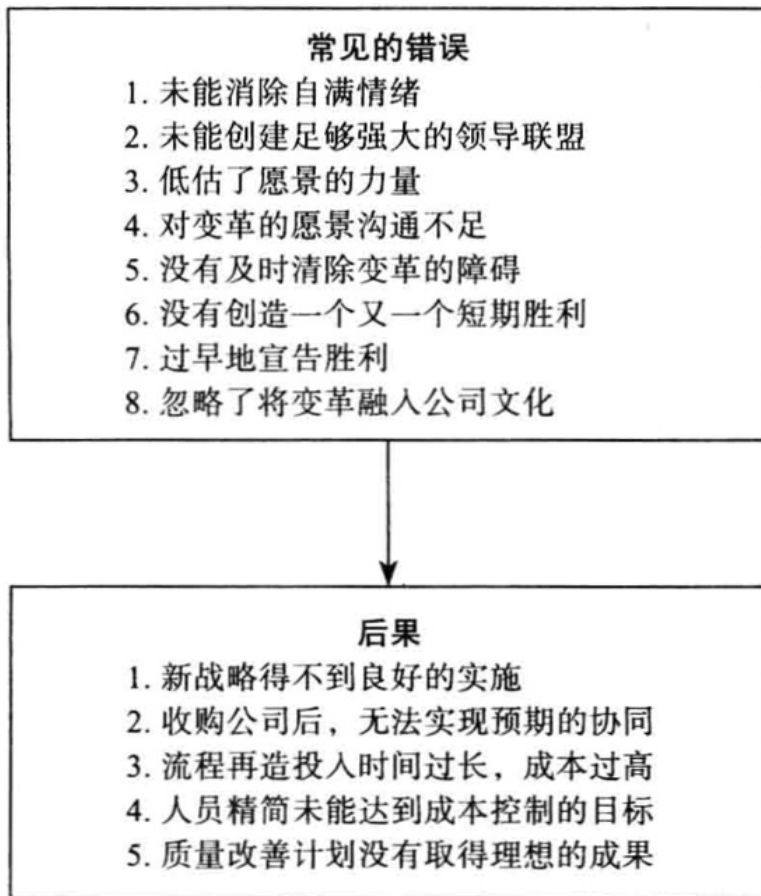 常见的错误
1. 未能消除自满情绪
2. 未能创建足够强大的领导联盟
3. 低估了愿景的力量
4. 对变革的愿景沟通不足
5. 没有及时清除变革的障碍
6. 没有创造一个又一个短期胜利
7. 过早地宣告胜利
8. 忽略了将变革融入公司文化
后果
1. 新战略得不到良好的实施
2. 收购公司后，无法实现预期的协同
3. 流程再造投入时间过长，成本过高
4. 人员精简未能达到成本控制的目标
5. 质量改善计划没有取得理想的成果